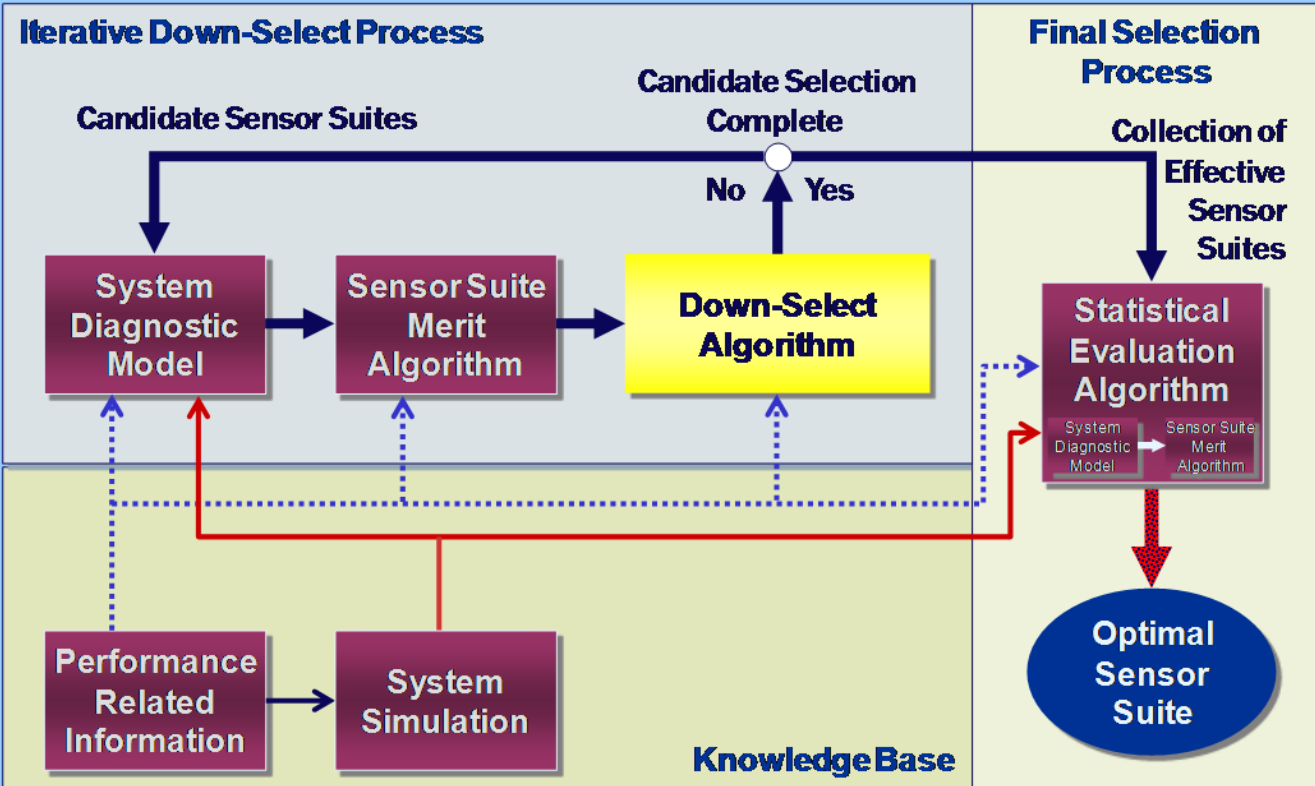 Iterative Down-Select Process
Final Selection
Process
Candidate Selection
Complete
Candidate Sensor Suites
Collection of
Effective
Sensor
Suites
No
Yes
System
Diagnostic
Model
Sensor Suite
Merit
Algorithm
Down-Select
Algorithm
Statistical
Evaluation
Algorithm
System
Diagnostic
Model
Sensor Suite
Merit
Algorithm
Performance
Related
Information
System
Simulation
Optimal
Sensor
Suite
Knowledge Base